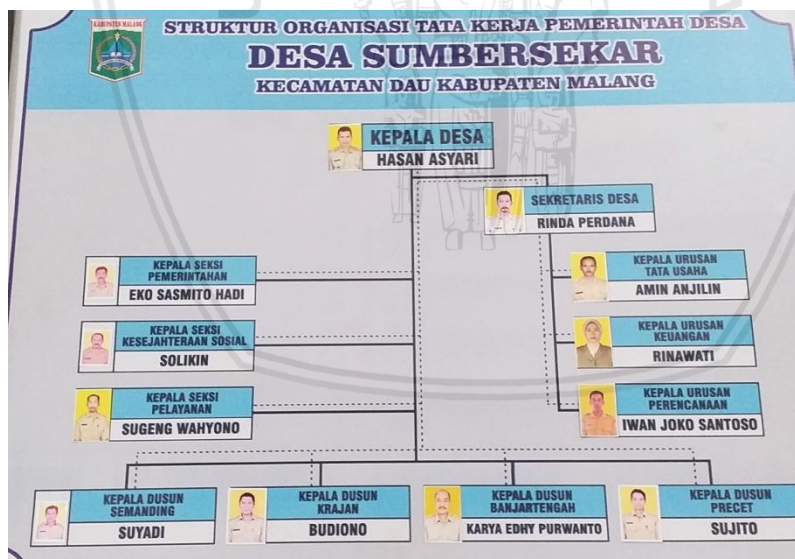 KABUPATEN MALANG
STRUKTUR ORGANISASI TATA KERJA PEMERINTAH DESA
DESA SUMBERSEKAR
KECAMATAN DAU KABUPATEN MALANG
KEPALA DESA
HASAN ASYARI
SEKRETARIS DESA
RINDA PERDANA
KEPALA SEKSI
PEMERINTAHAN
EKO SASMITO HADI
KEPALA URUSAN
TATA USAHA
AMIN ANJILIN
KEPALA SEKSI
KESEJAHTERAAN SOSIAL
SOLIKIN
KEPALA URUSAN
KEUANGAN
RINAWATI
KEPALA SEKSI
PELAYANAN
SUGENG WAHYONO
KEPALA URUSAN
PERENCANAAN
IWAN JOKO SANTOSO
KEPALA DUSUN
SEMANDING
SUYADI
KEPALA DUSUN
KRAJAN
BUDIONO
KEPALA DUSUN
BANJARTENGAH
KARYA EDHY PURWANTO
KEPALA DUSUN
PRECET
SUJITO